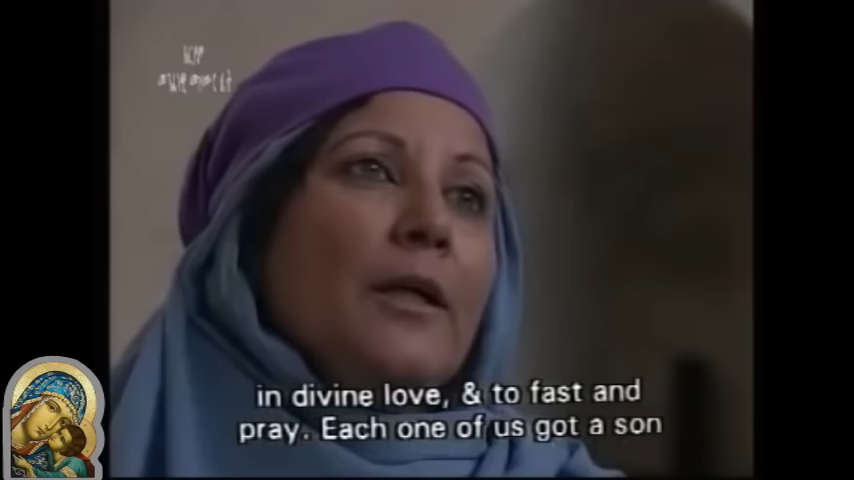 in divine love, & to fast and
pray. Each one of us got a son